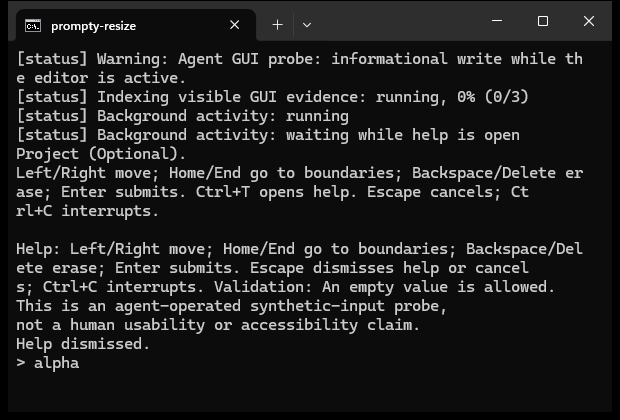 prompty-resize
[status] Warning: Agent GUI probe: informational write while th
e editor is active.
[status] Indexing visible GUI evidence: running, 0% (0/3)
[status] Background activity: running
[status] Background activity: waiting while help is open
Project (Optional).
Left/Right move; Home/End go to boundaries; Backspace/Delete er
ase; Enter submits. Ctrl+T opens help. Escape cancels; Ct
rl+C interrupts.

Help: Left/Right move; Home/End go to boundaries; Backspace/Del
ete erase; Enter submits. Escape dismisses help or cancel
s; Ctrl+C interrupts. Validation: An empty value is allowed.
This is an agent-operated synthetic-input probe,
not a human usability or accessibility claim.
Help dismissed.
> alpha